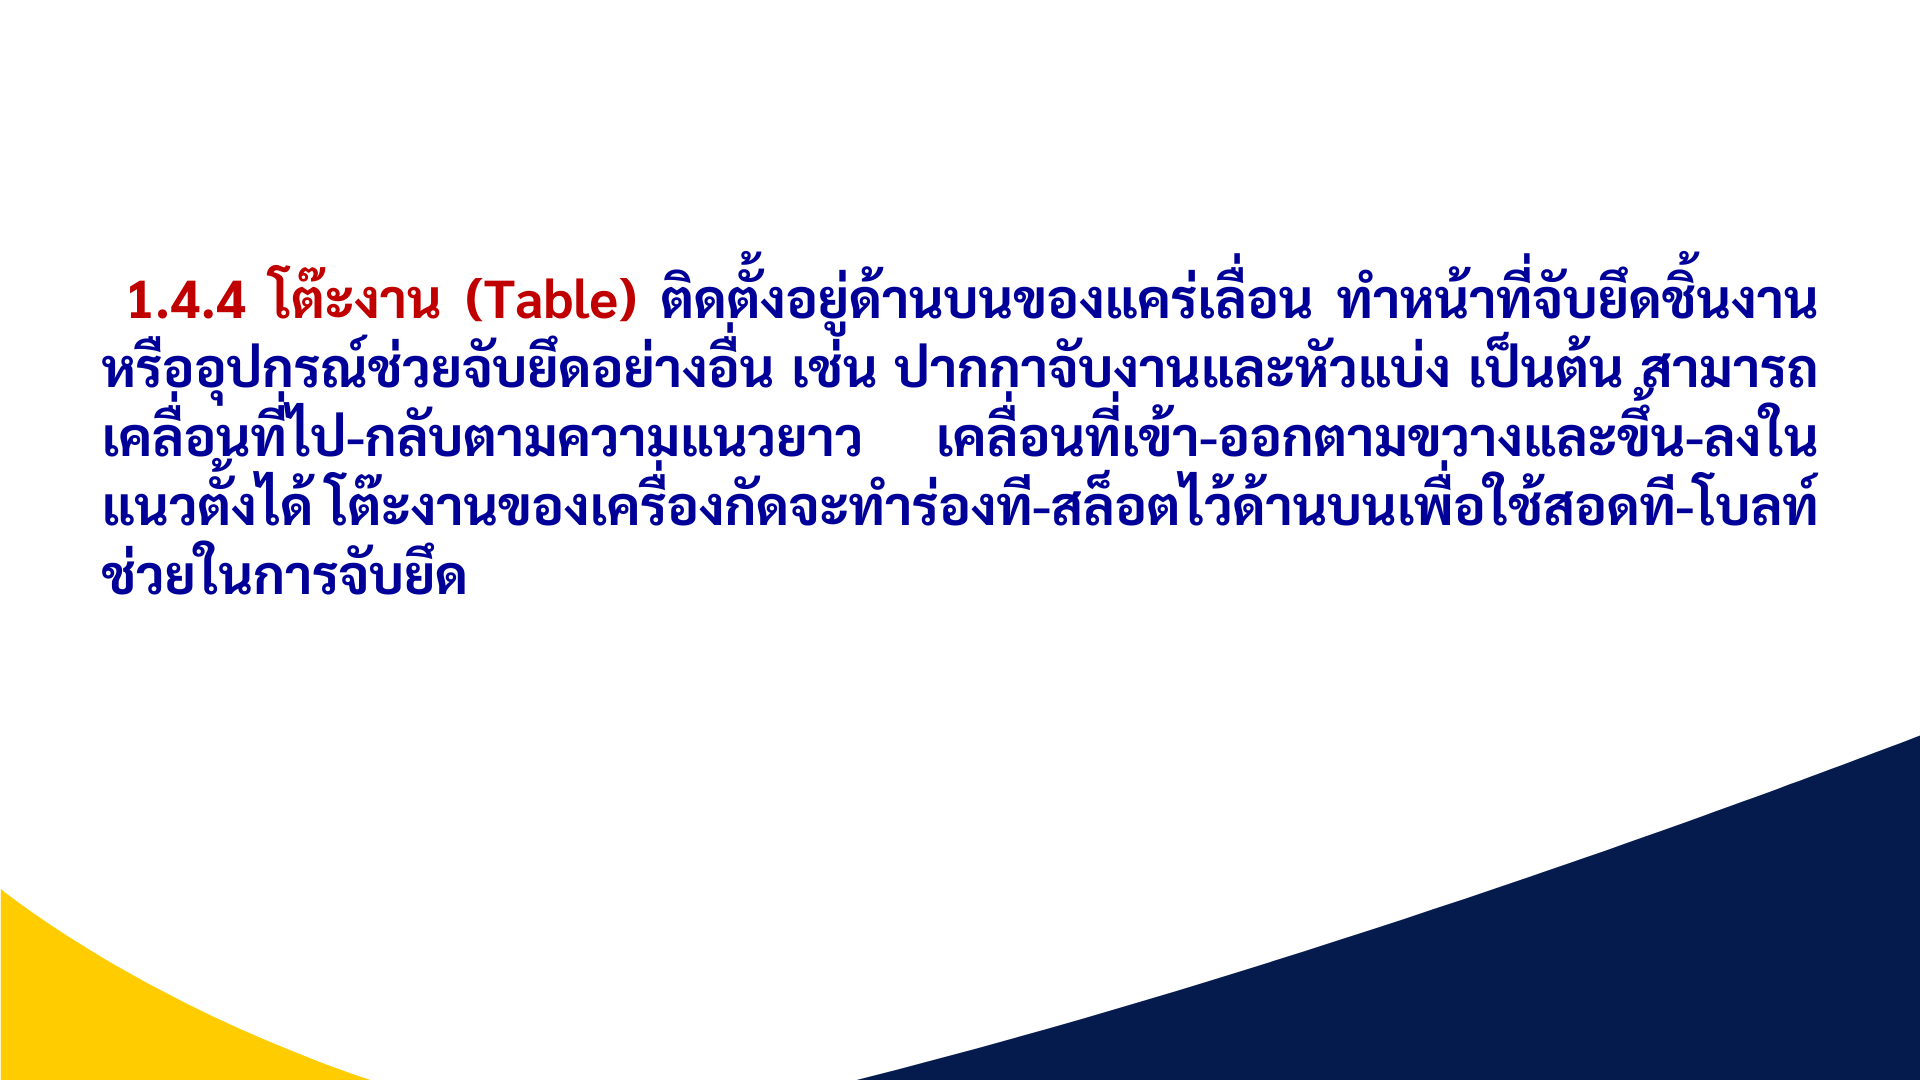 1.4.4 โต๊ะงาน (Table) ติดตั้งอยู่ด้านบนของแคร่เลื่อน ทำหน้าที่จับยึดชิ้นงาน
หรืออุปกรณ์ช่วยจับยึดอย่างอื่น เช่น ปากกาจับงานและหัวแบ่ง เป็นต้น สามารถ
เคลื่อนที่ไป-กลับตามความแนวยาว เคลื่อนที่เข้า-ออกตามขวางและขึ้น-ลงใน
แนวตั้งได้ โต๊ะงานของเครื่องกัดจะทำร่องที-สล็อตไว้ด้านบนเพื่อใช้สอดที-โบลท์
ช่วยในการจับยึด